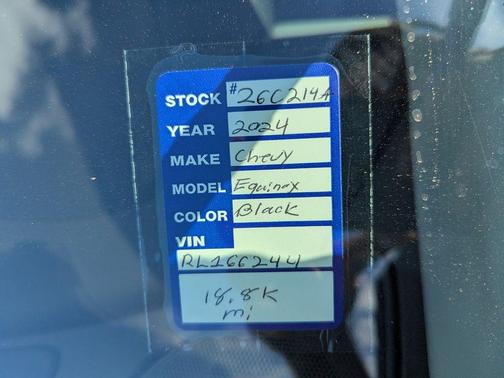 STOCK #26C214A
YEAR 2024
MAKE Chevy
MODEL Equinox
COLOR Black
VIN
RL166244
18.8K
mi